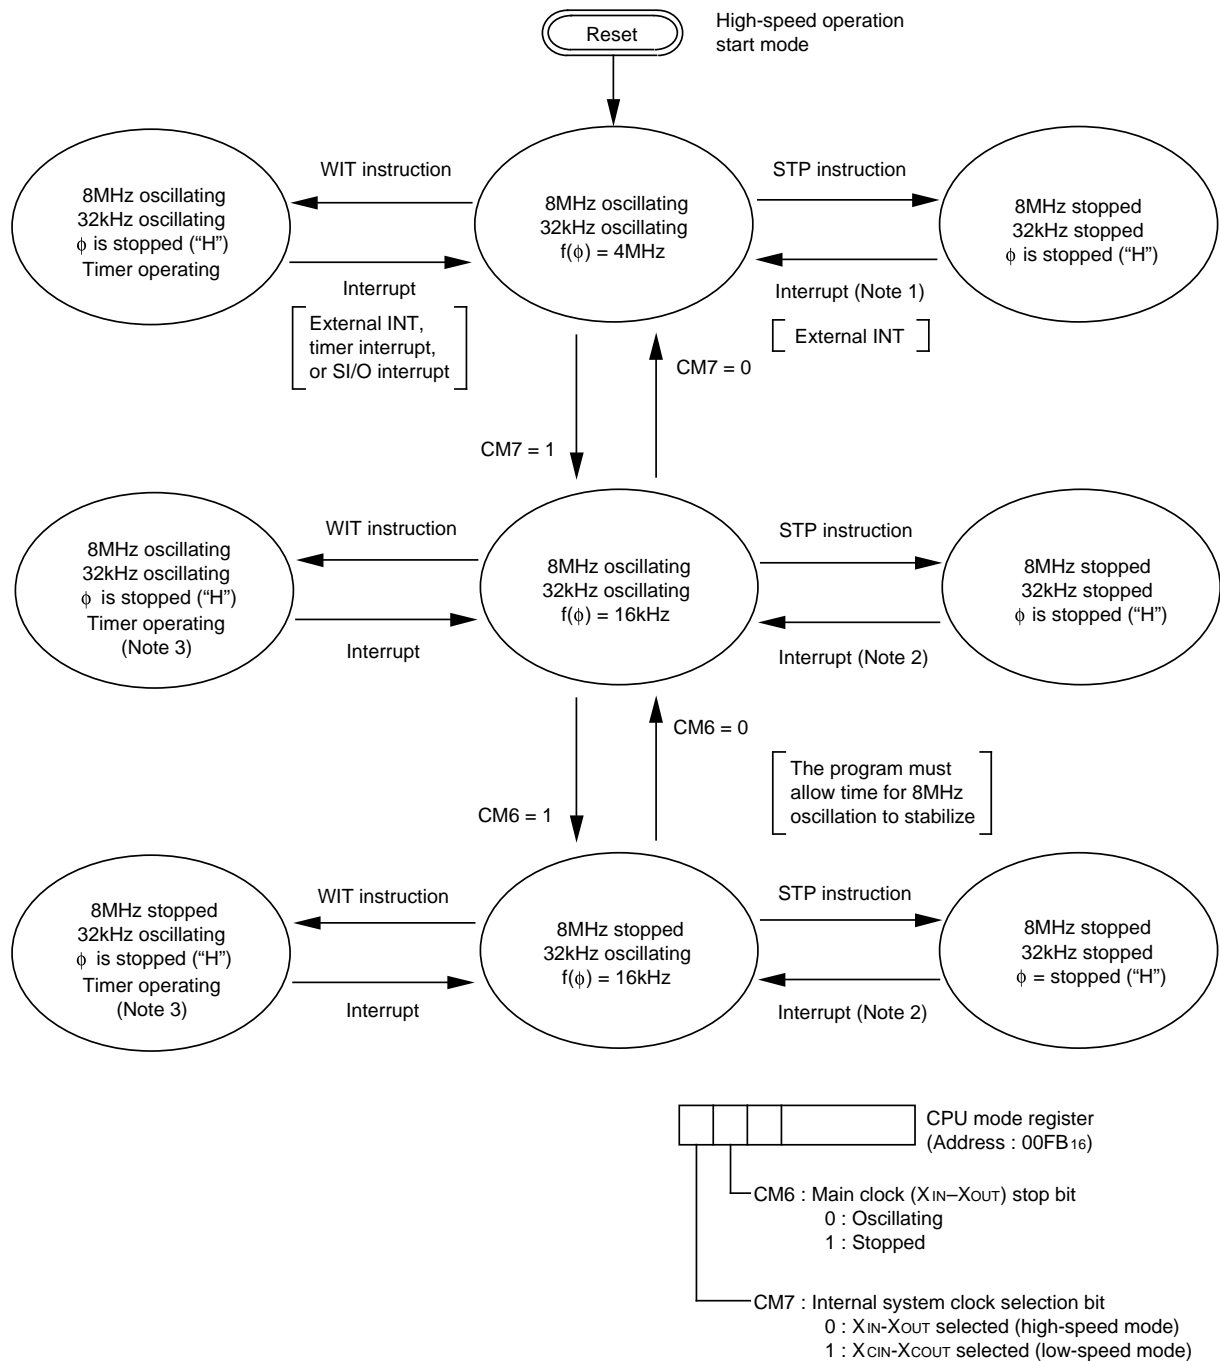 Reset
High-speed operation
start mode
WIT instruction
STP instruction
8MHz oscillating
32kHz oscillating
ϕ is stopped (“H”)
Timer operating
8MHz oscillating
32kHz oscillating
f(ϕ) = 4MHz
8MHz stopped
32kHz stopped
ϕ is stopped (“H”)
Interrupt
External INT,
timer interrupt,
or SI/O interrupt
Interrupt (Note 1)
External INT
CM7 = 0
CM7 = 1
WIT instruction
STP instruction
8MHz oscillating
32kHz oscillating
ϕ is stopped (“H”)
Timer operating
(Note 3)
8MHz oscillating
32kHz oscillating
f(ϕ) = 16kHz
8MHz stopped
32kHz stopped
ϕ is stopped (“H”)
Interrupt
Interrupt (Note 2)
CM6 = 0
The program must
allow time for 8MHz
oscillation to stabilize
CM6 = 1
WIT instruction
STP instruction
8MHz stopped
32kHz oscillating
ϕ is stopped (“H”)
Timer operating
(Note 3)
8MHz stopped
32kHz oscillating
f(ϕ) = 16kHz
8MHz stopped
32kHz stopped
ϕ = stopped (“H”)
Interrupt
Interrupt (Note 2)
CPU mode register
(Address : 00FB16)
CM6 : Main clock (XIN–XOUT) stop bit
0 : Oscillating
1 : Stopped
CM7 : Internal system clock selection bit
0 : XIN-XOUT selected (high-speed mode)
1 : XCIN-XCOUT selected (low-speed mode)